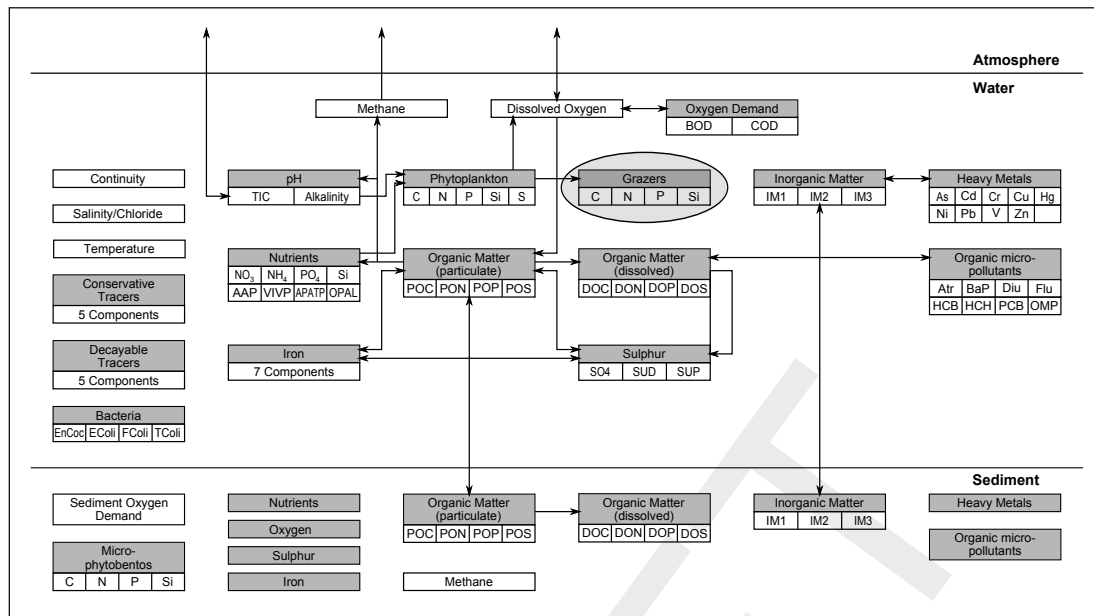 Atmosphere
Water
Methane
Dissolved Oxygen
Oxygen Demand
BOD COD
Continuity
Salinity/Chloride
Temperature
Conservative
Tracers
5 Components
Decayable
Tracers
5 Components
Bacteria
EnCoc EColi FColi TColi
pH
TIC Alkalinity
Phytoplankton
C N P Si S
Grazers
C N P Si
Inorganic Matter
IM1 IM2 IM3
Heavy Metals
As Cd Cr Cu Hg
Ni Pb V Zn
Nutrients
NO3 NH4 PO4 Si
AAP VIVP APATP OPAL
Organic Matter
(particulate)
POC PON POP POS
Organic Matter
(dissolved)
DOC DON DOP DOS
Organic micro-
pollutants
Atr BaP Diu Flu
HCB HCH PCB OMP
Iron
7 Components
Sulphur
SO4 SUD SUP
Sediment
Sediment Oxygen
Demand
Micro-
phytobentos
C N P Si
Nutrients
Oxygen
Sulphur
Iron
Organic Matter
(particulate)
POC PON POP POS
Methane
Organic Matter
(dissolved)
DOC DON DOP DOS
Inorganic Matter
IM1 IM2 IM3
Heavy Metals
Organic micro-
pollutants